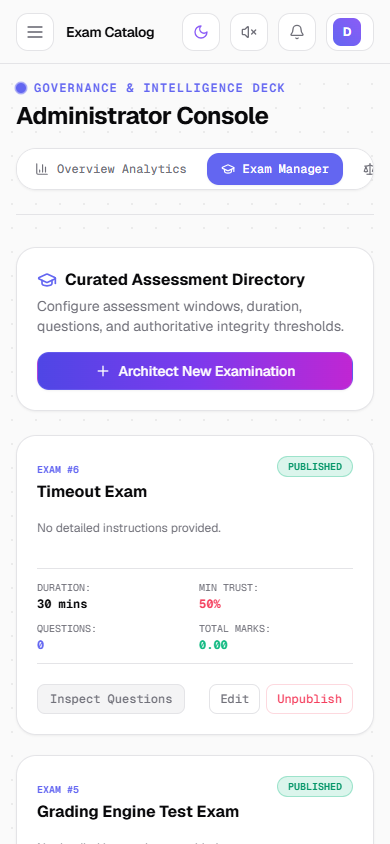 Exam Catalog
D
GOVERNANCE & INTELLIGENCE DECK
Administrator Console
Overview Analytics
Exam Manager
Curated Assessment Directory
Configure assessment windows, duration,
questions, and authoritative integrity thresholds.
Architect New Examination
EXAM #6
PUBLISHED
Timeout Exam
No detailed instructions provided.
DURATION:
30 mins
MIN TRUST:
50%
QUESTIONS:
0
TOTAL MARKS:
0.00
Inspect Questions
Edit
Unpublish
EXAM #5
PUBLISHED
Grading Engine Test Exam